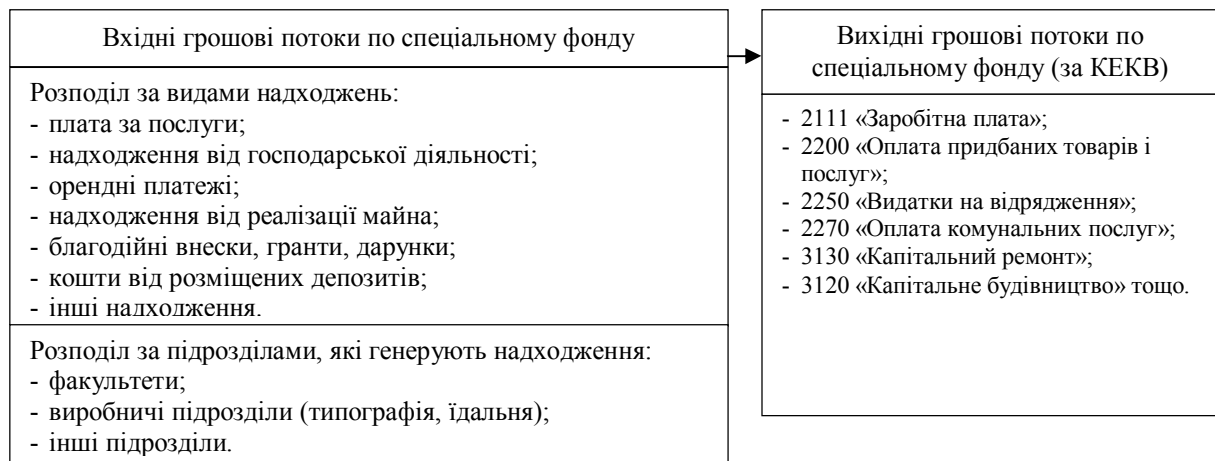 Вхідні грошові потоки по спеціальному фонду
Розподіл за видами надходжень:
- плата за послуги;
- надходження від господарської діяльності;
- орендні платежі;
- надходження від реалізації майна;
- благодійні внески, гранти, дарунки;
- кошти від розміщених депозитів;
- інші надходження.
Розподіл за підрозділами, які генерують надходження:
- факультети;
- виробничі підрозділи (типографія, їдальня);
- інші підрозділи.
Вихідні грошові потоки по
спеціальному фонду (за КЕКВ)
- 2111 «Заробітна плата»;
- 2200 «Оплата придбаних товарів і
послуг»;
- 2250 «Видатки на відрядження»;
- 2270 «Оплата комунальних послуг»;
- 3130 «Капітальний ремонт»;
- 3120 «Капітальне будівництво» тощо.